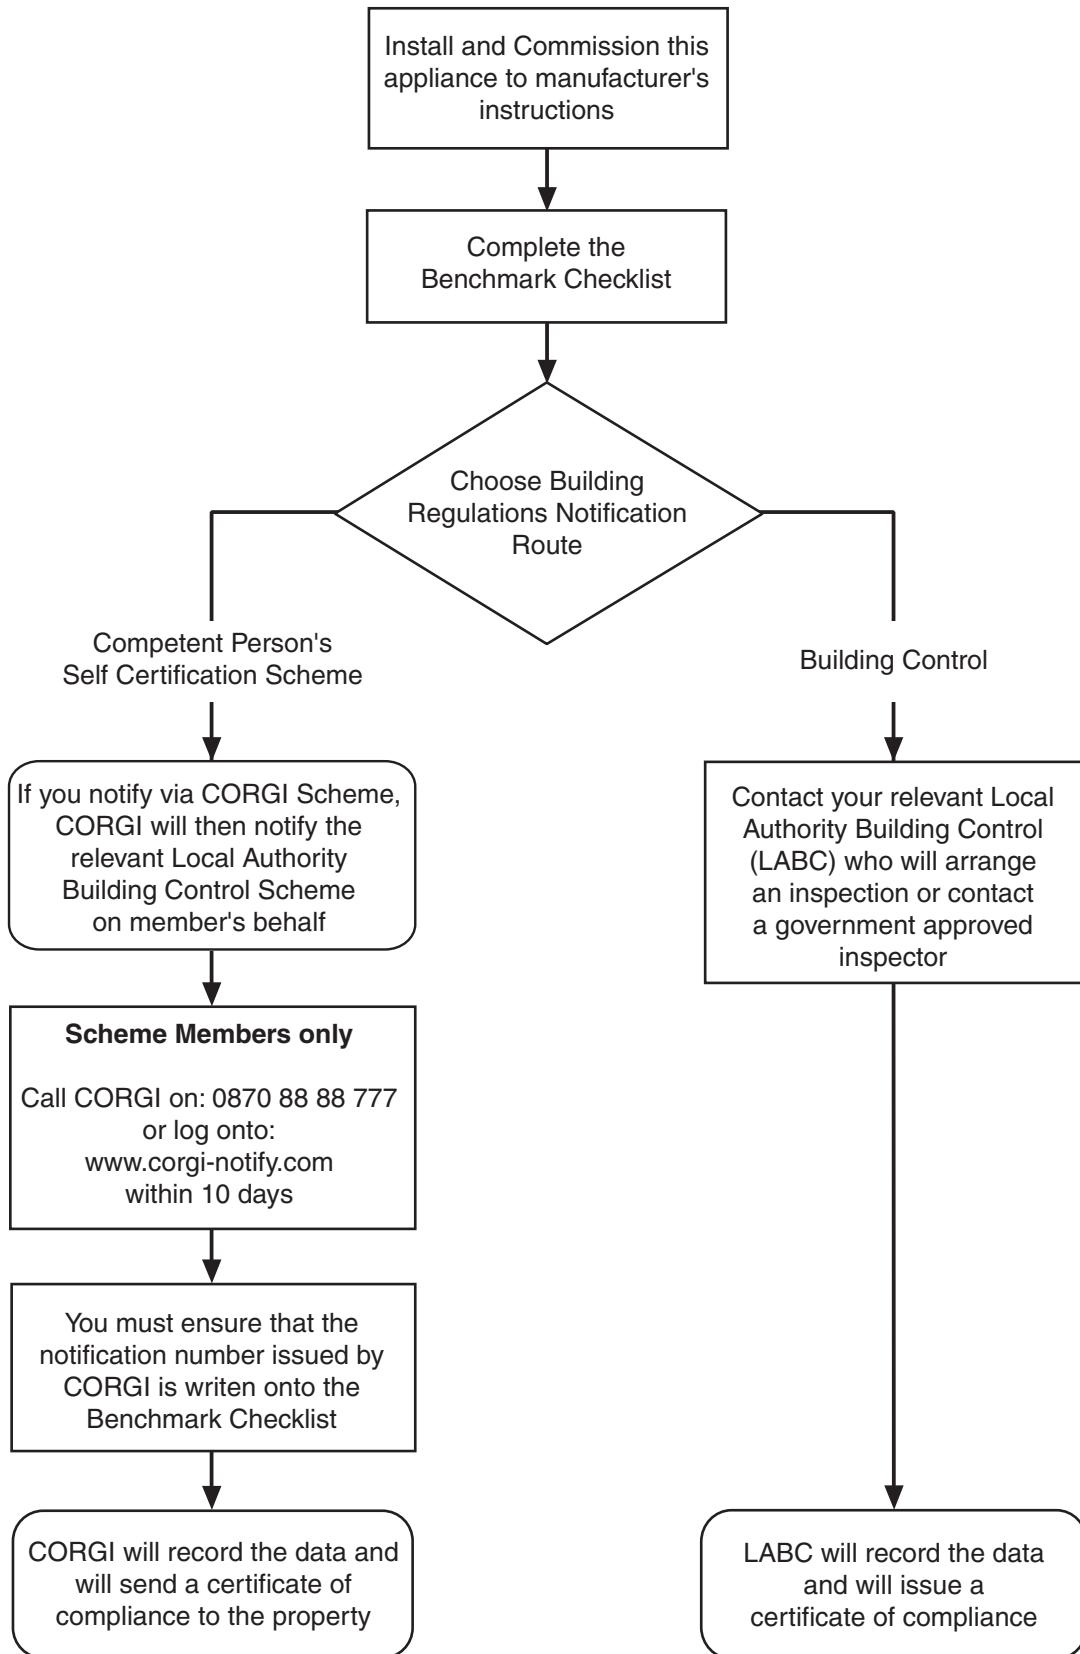 Install and Commission this
appliance to manufacturer's
instructions
Complete the
Benchmark Checklist
Choose Building
Regulations Notification
Route
Competent Person's
Self Certification Scheme
Building Control
If you notify via CORGI Scheme,
CORGI will then notify the
relevant Local Authority
Building Control Scheme
on member's behalf
Contact your relevant Local
Authority Building Control
(LABC) who will arrange
an inspection or contact
a government approved
inspector
Scheme Members only
Call CORGI on: 0870 88 88 777
or log onto:
www.corgi-notify.com
within 10 days
You must ensure that the
notification number issued by
CORGI is writen onto the
Benchmark Checklist
CORGI will record the data and
will send a certificate of
compliance to the property
LABC will record the data
and will issue a
certificate of compliance